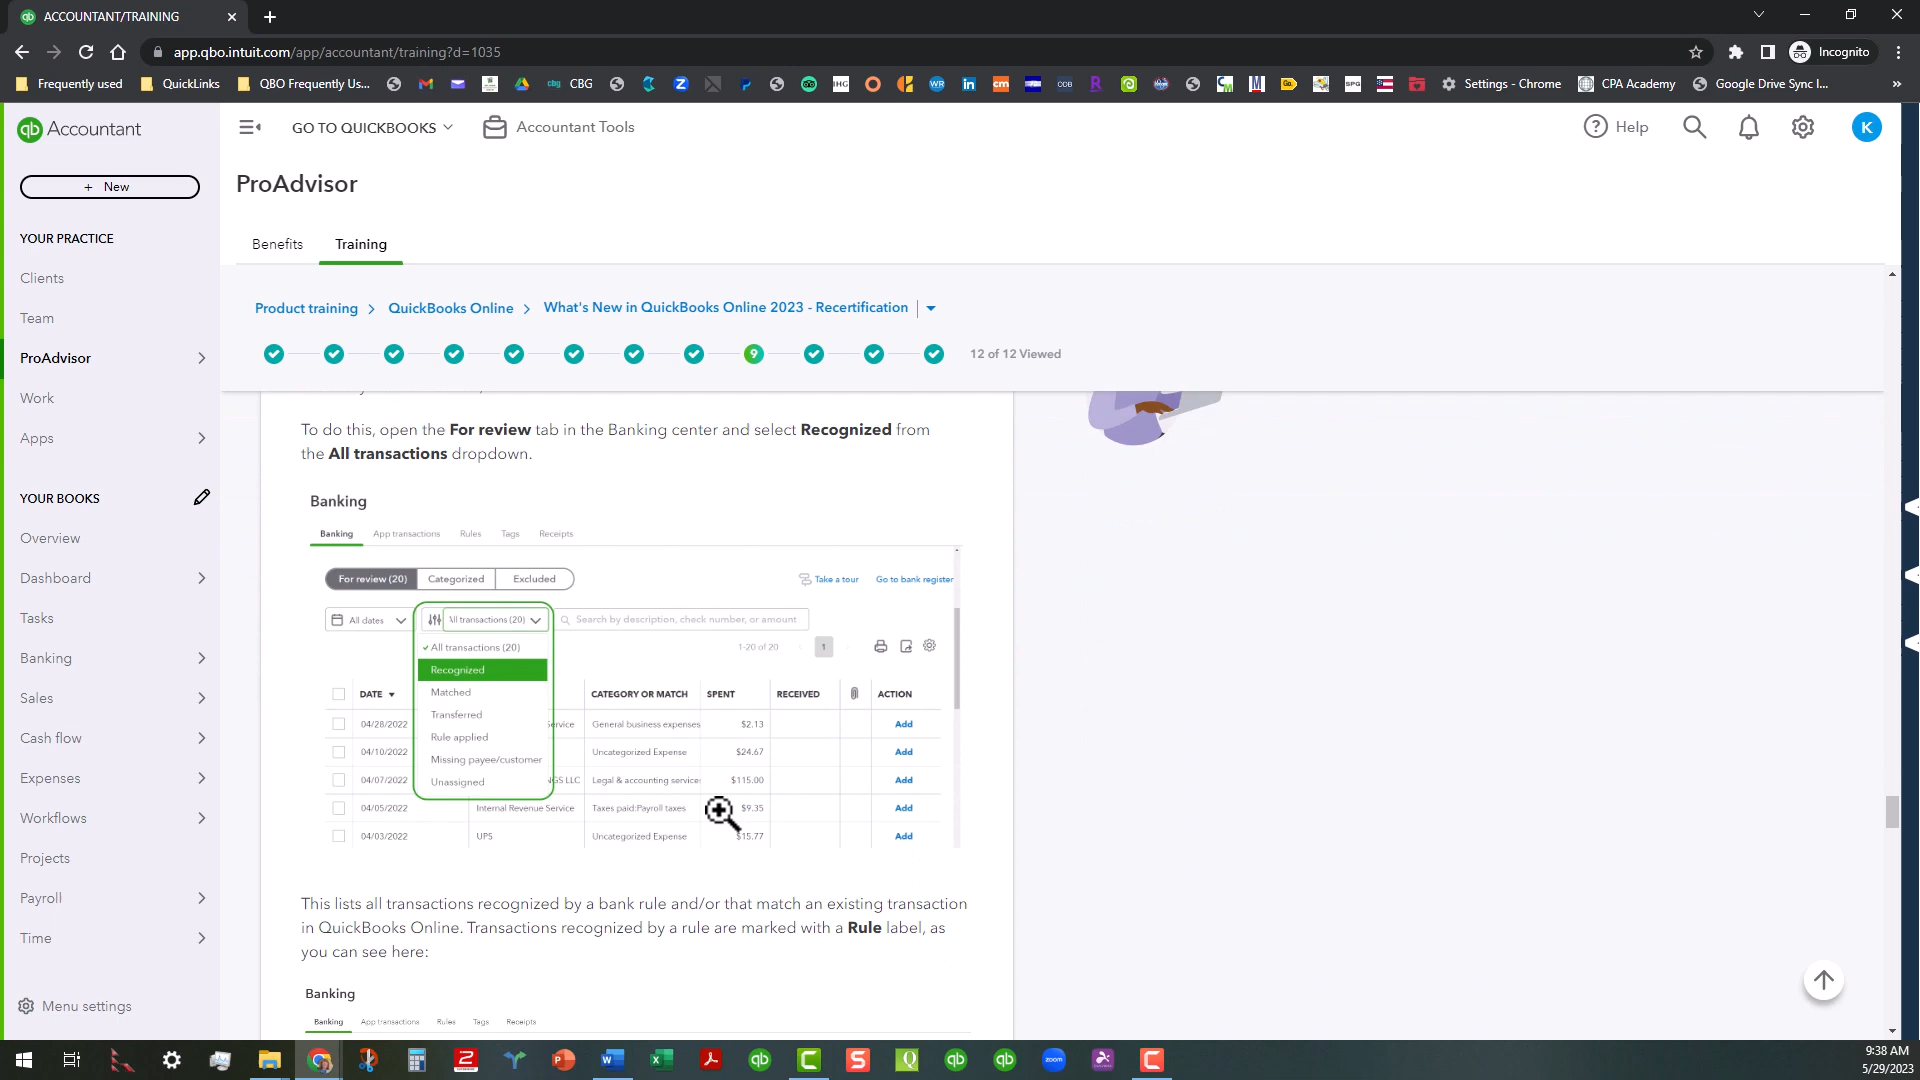 ACCOUNTANT/TRAINING
app.qbo.intuit.com/app/accountant/training?d=1035
Incognito
Frequently used
QuickLinks
QBO Frequently Us...
CBG
Settings - Chrome
CPA Academy
Google Drive Sync I...
qb Accountant
GO TO QUICKBOOKS
Accountant Tools
Help
K
+ New
ProAdvisor
YOUR PRACTICE
Benefits
Training
Clients
Team
Product training > QuickBooks Online > What's New in QuickBooks Online 2023 - Recertification
ProAdvisor
9
12 of 12 Viewed
Work
Apps
To do this, open the For review tab in the Banking center and select Recognized from
the All transactions dropdown.
YOUR BOOKS
Overview
Dashboard
Tasks
Banking
Sales
Cash flow
Expenses
Workflows
Projects
Payroll
Time
Menu settings
Banking
Banking App transactions Rules Tags Receipts
For review (20) Categorized Excluded
Take a tour Go to bank register
All dates
All transactions (20)
Search by description, check number, or amount
All transactions (20)
1-20 of 20 1
Recognized
Matched
Transferred
Rule applied
Missing payee/customer
Unassigned
DATE CATEGORY OR MATCH SPENT RECEIVED ACTION
04/28/2022 Service General business expenses $2.13 Add
04/10/2022 Uncategorized Expense $24.67 Add
04/07/2022 NGS LLC Legal & accounting services $115.00 Add
04/05/2022 Internal Revenue Service Taxes paid:Payroll taxes $9.35 Add
04/03/2022 UPS Uncategorized Expense $15.77 Add
This lists all transactions recognized by a bank rule and/or that match an existing transaction
in QuickBooks Online. Transactions recognized by a rule are marked with a Rule label, as
you can see here:
Banking
Banking App transactions Rules Tags Receipts
9:38 AM
5/29/2023